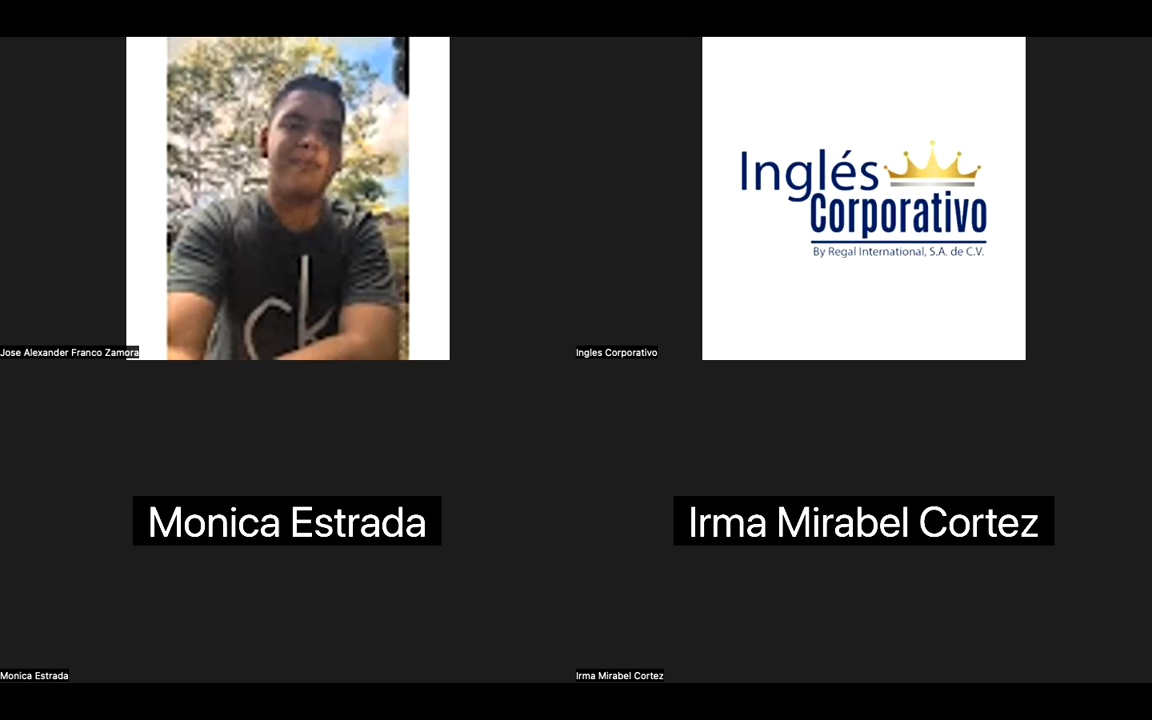 ck
Jose Alexander Franco Zamora
Inglés
Corporativo
By Regal International, S.A. de C.V.
Ingles Corporativo
Monica Estrada
Irma Mirabel Cortez
Monica Estrada
Irma Mirabel Cortez